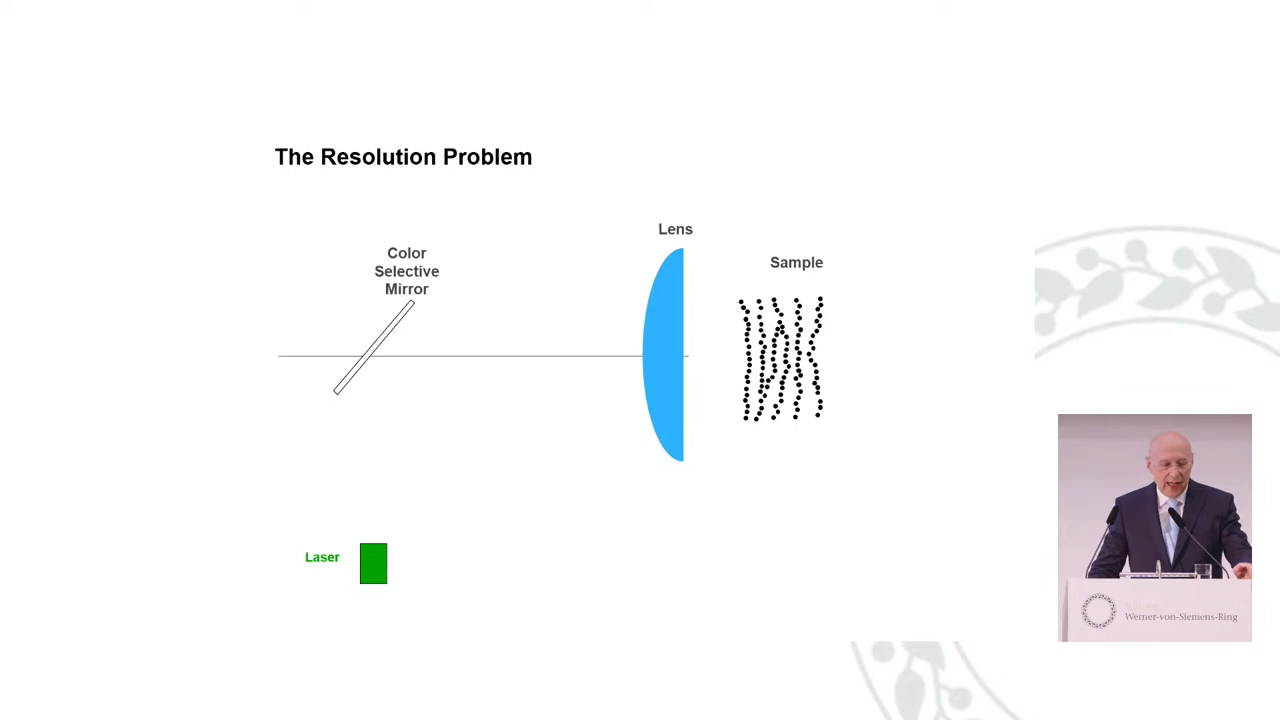 The Resolution Problem
Lens
Color
Selective
Mirror
Sample
Laser
Werner-von-Siemens-Ring